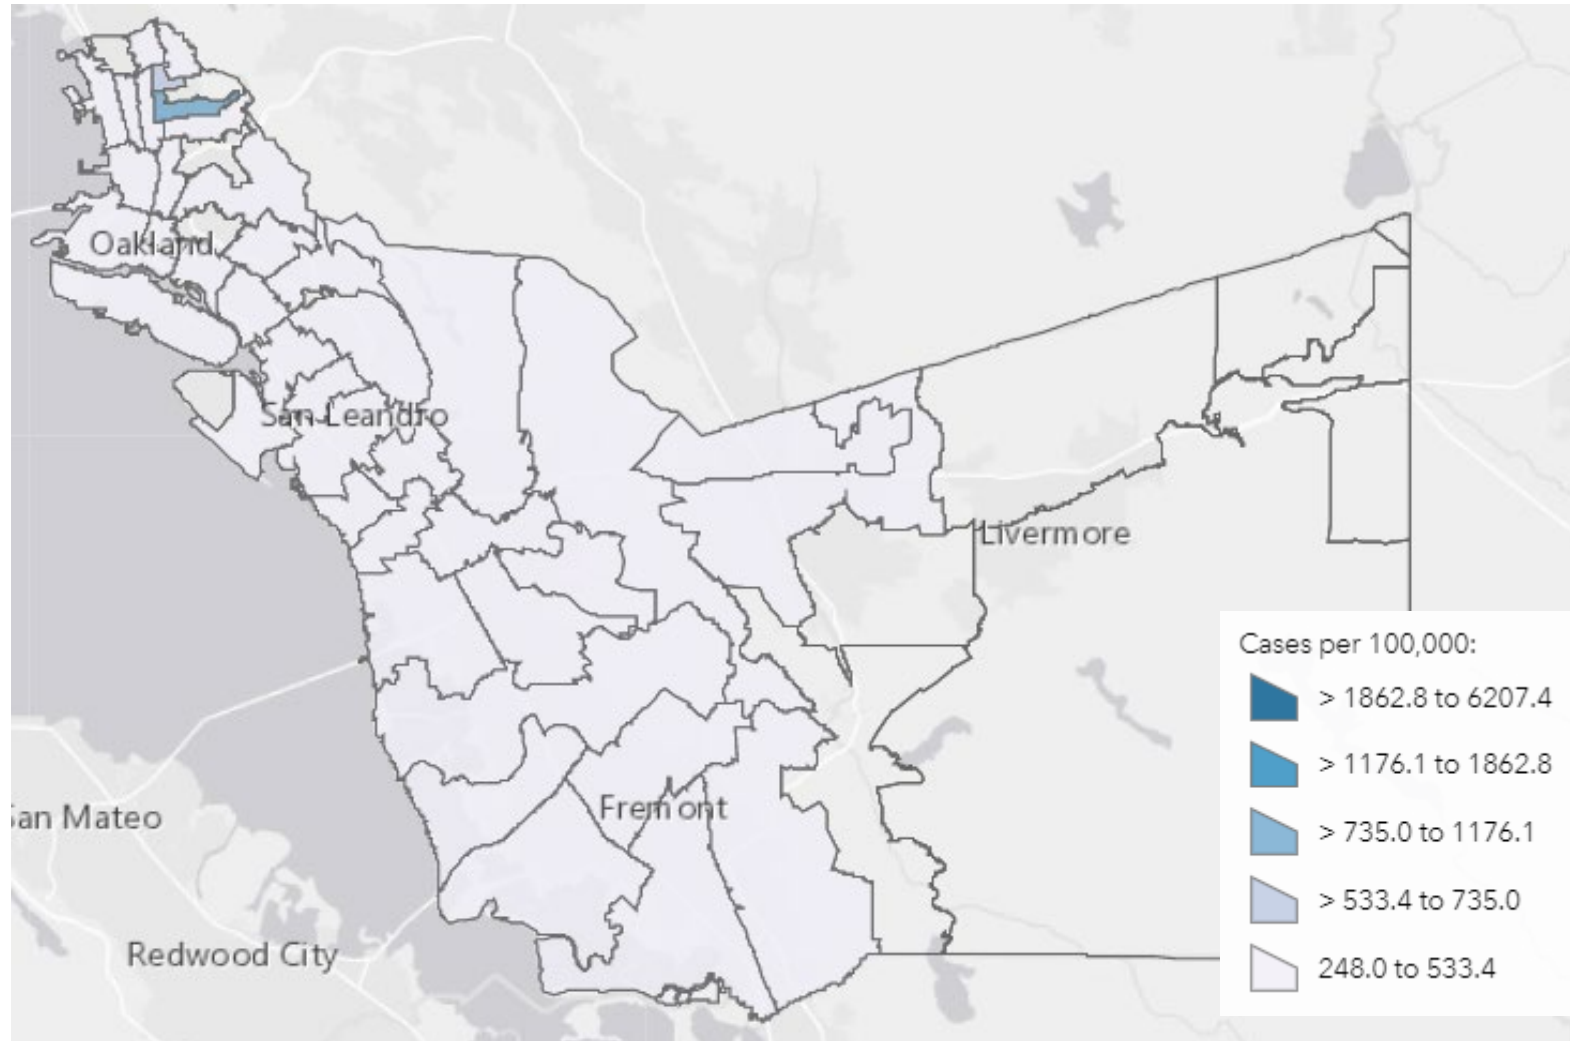 Oakland
San Leandro
Livermore
Cases per 100,000:
> 1862.8 to 6207.4
> 1176.1 to 1862.8
> 735.0 to 1176.1
> 533.4 to 735.0
248.0 to 533.4
San Mateo
Fremont
Redwood City